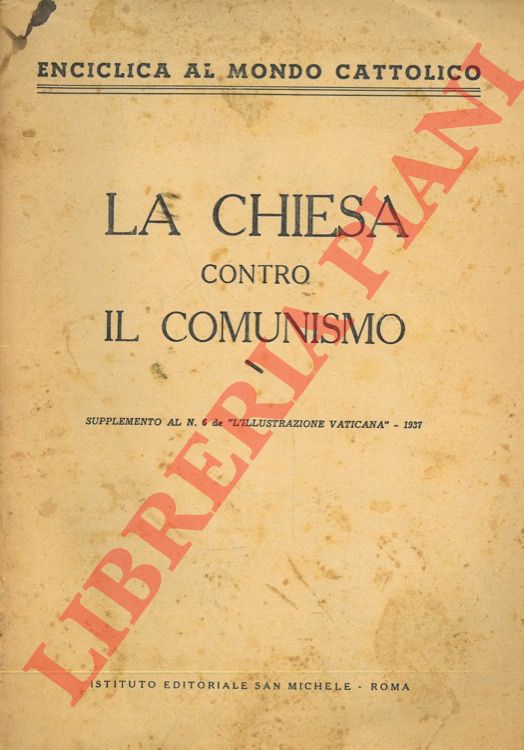 ENCICLICA AL MONDO CATTOLICO
LA CHIESA
CONTRO
IL COMUNISMO
SUPPLEMENTO AL N. 6 de "L'ILLUSTRAZIONE VATICANA" - 1937
ISTITUTO EDITORIALE SAN MICHELE - ROMA
LIBRERIA PIANI